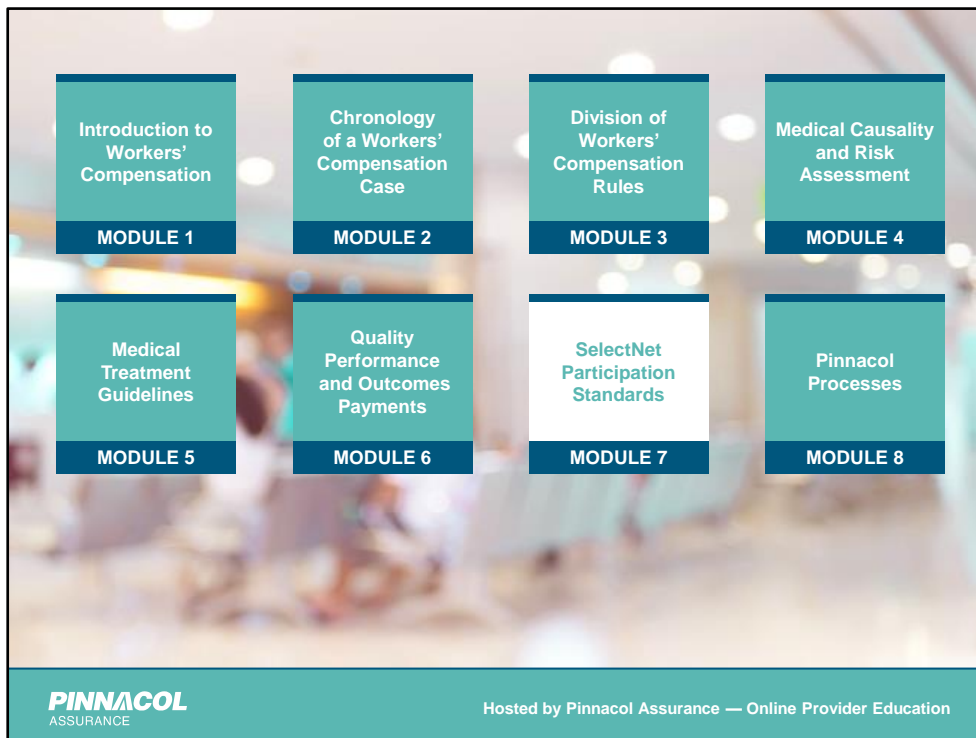 Introduction to
Workers'
Compensation
MODULE 1
Chronology
of a Workers'
Compensation
Case
MODULE 2
Division of
Workers'
Compensation
Rules
MODULE 3
Medical Causality
and Risk
Assessment
MODULE 4
Medical
Treatment
Guidelines
MODULE 5
Quality
Performance
and Outcomes
Payments
MODULE 6
SelectNet
Participation
Standards
MODULE 7
Pinnacol
Processes
MODULE 8
PINNACOL
ASSURANCE
Hosted by Pinnacol Assurance — Online Provider Education